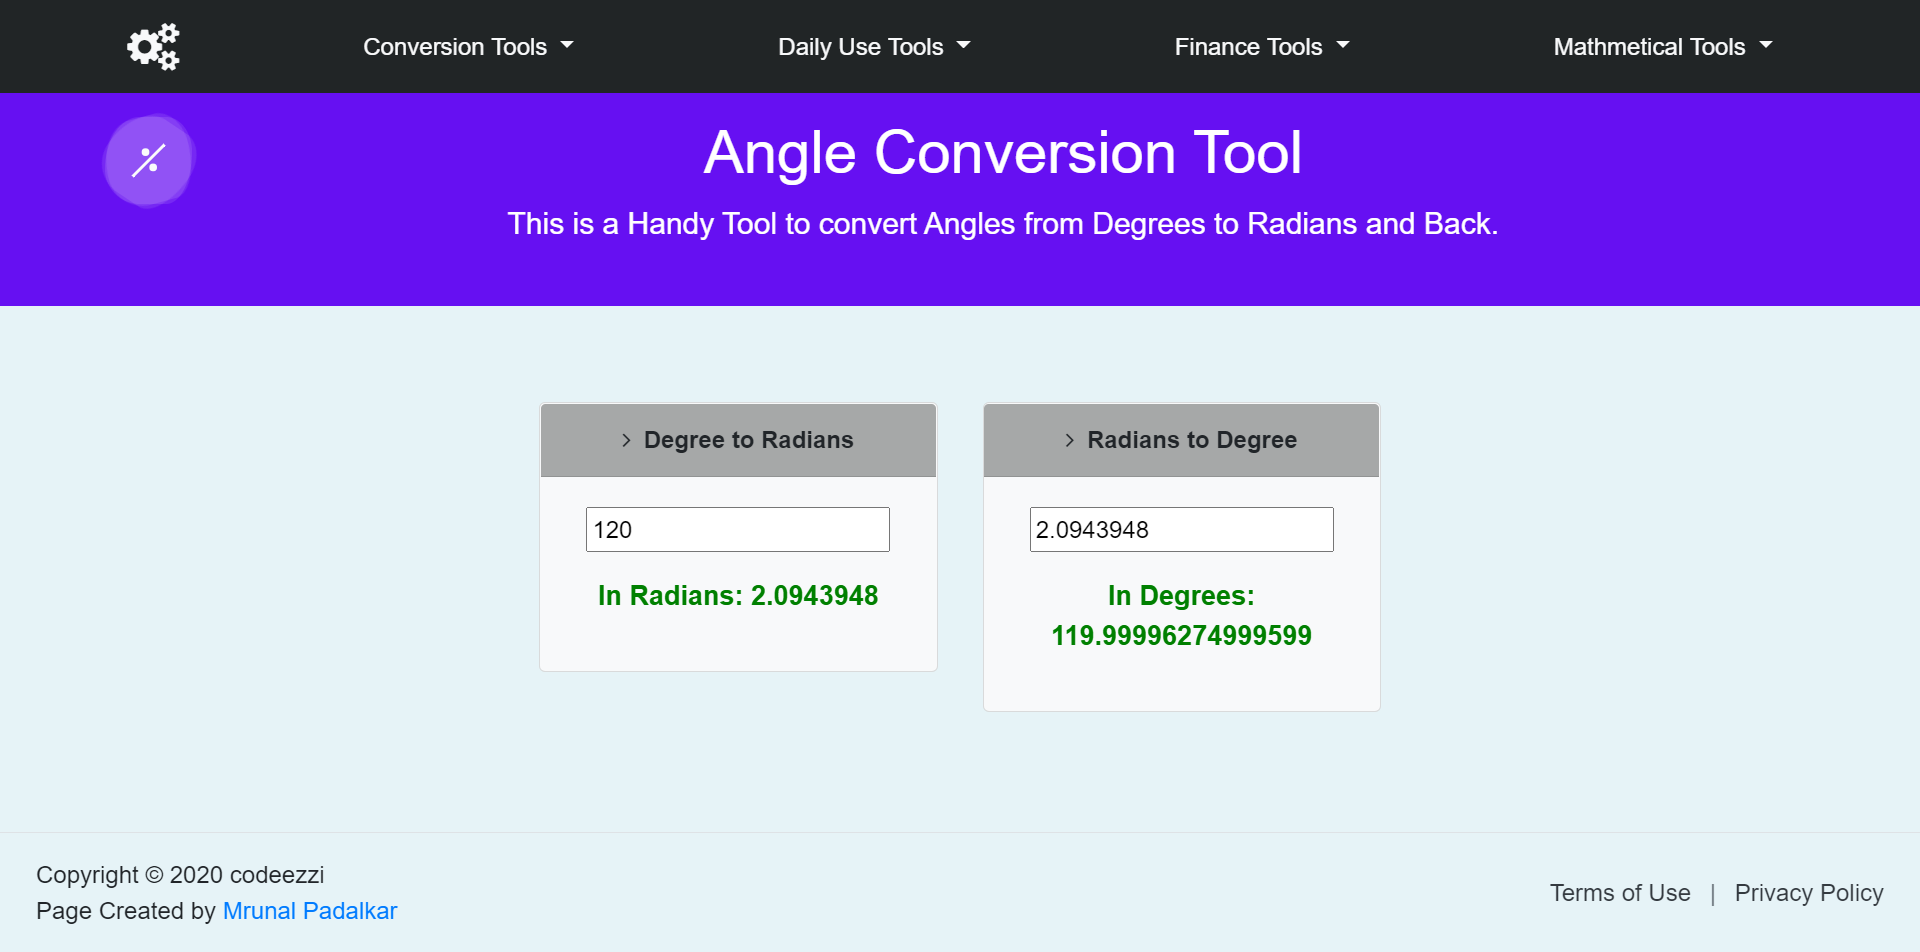 Conversion Tools
Daily Use Tools
Finance Tools
Mathmetical Tools
Angle Conversion Tool
This is a Handy Tool to convert Angles from Degrees to Radians and Back.
Degree to Radians
120
In Radians: 2.0943948
Radians to Degree
2.0943948
In Degrees:
119.99996274999599
Copyright © 2020 codeezzi
Page Created by Mrunal Padalkar
Terms of Use | Privacy Policy